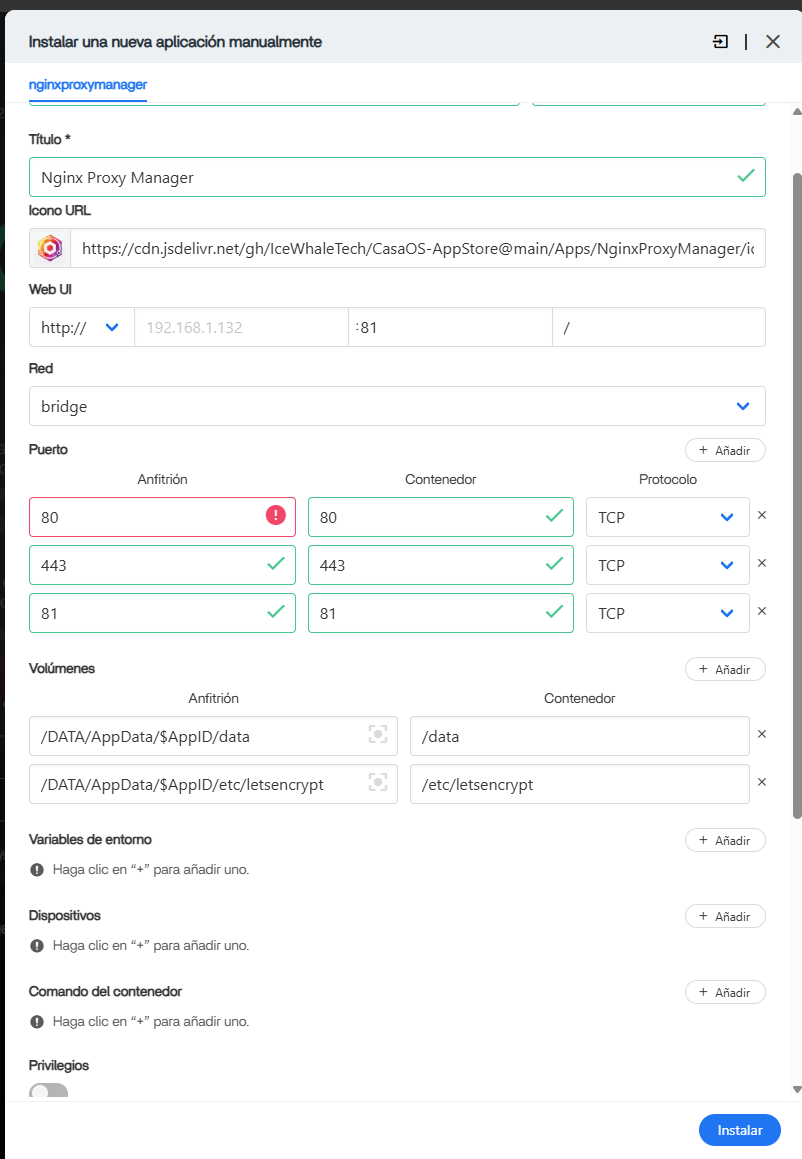 Instalar una nueva aplicación manualmente
nginxproxymanager
Título *
Nginx Proxy Manager
Icono URL
https://cdn.jsdelivr.net/gh/IceWhaleTech/CasaOS-AppStore@main/Apps/NginxProxyManager/ic
Web UI
http:// 192.168.1.132 :81 /
Red
bridge
Puerto + Añadir
Anfitrión Contenedor Protocolo
80 80 TCP
443 443 TCP
81 81 TCP
Volúmenes + Añadir
Anfitrión Contenedor
/DATA/AppData/$AppID/data /data
/DATA/AppData/$AppID/etc/letsencrypt /etc/letsencrypt
Variables de entorno + Añadir
Haga clic en “+” para añadir uno.
Dispositivos + Añadir
Haga clic en “+” para añadir uno.
Comando del contenedor + Añadir
Haga clic en “+” para añadir uno.
Privilegios
Instalar